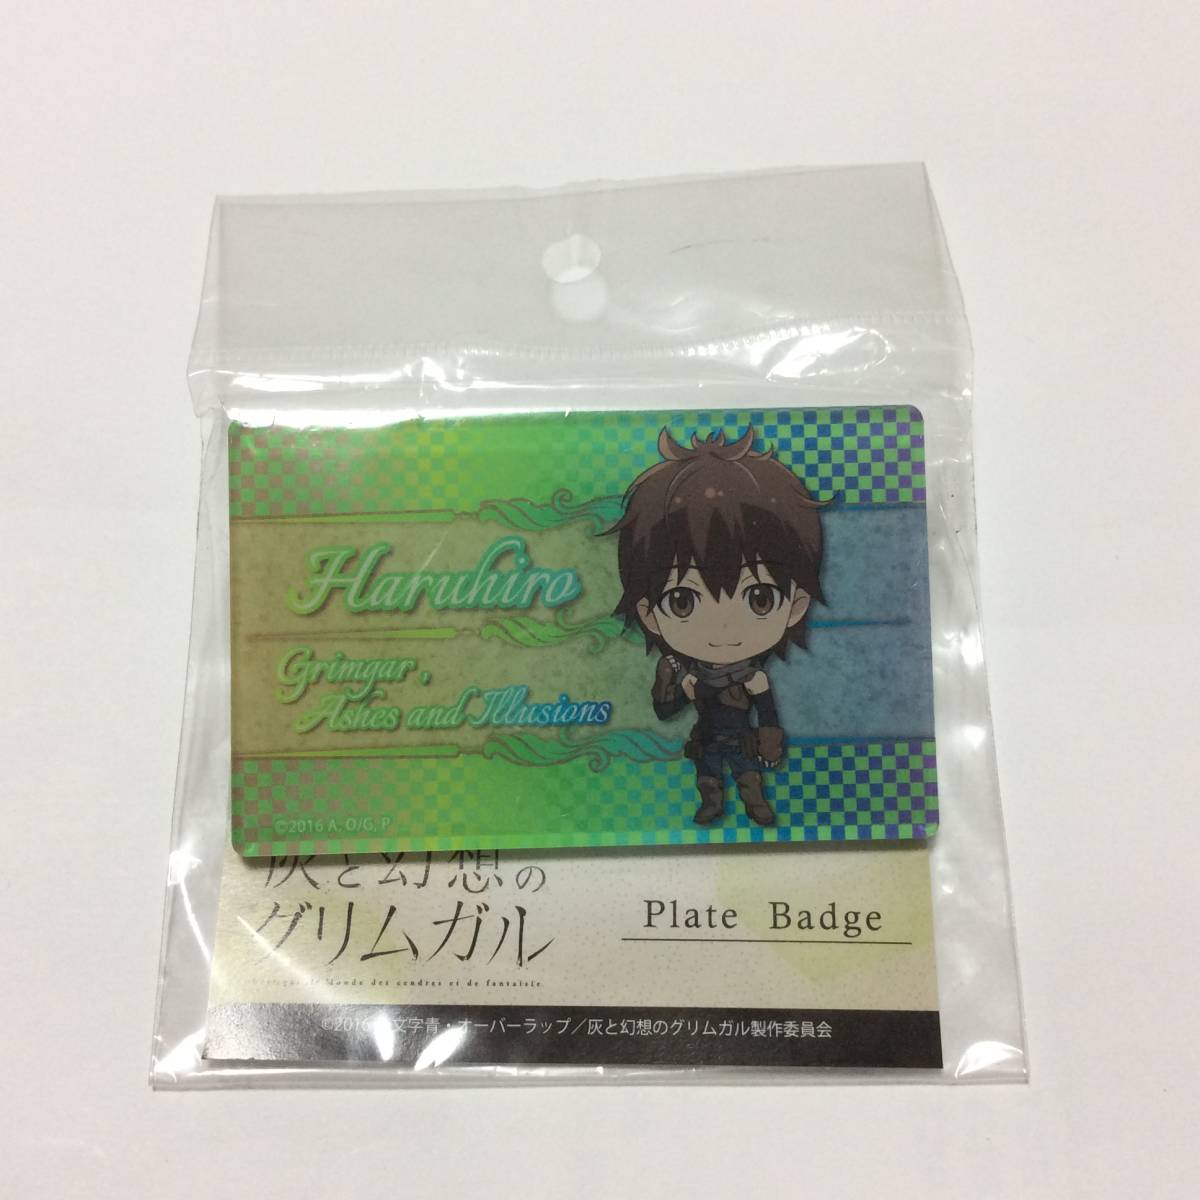 Haruhiro
Grimgar,
Ashes and Illusions
©2016 A. O/G, P
灰と幻想の
グリムガル
le Monde des cendres et de fantaisie
Plate Badge
©2016 文字青・オーバーラップ／灰と幻想のグリムガル製作委員会